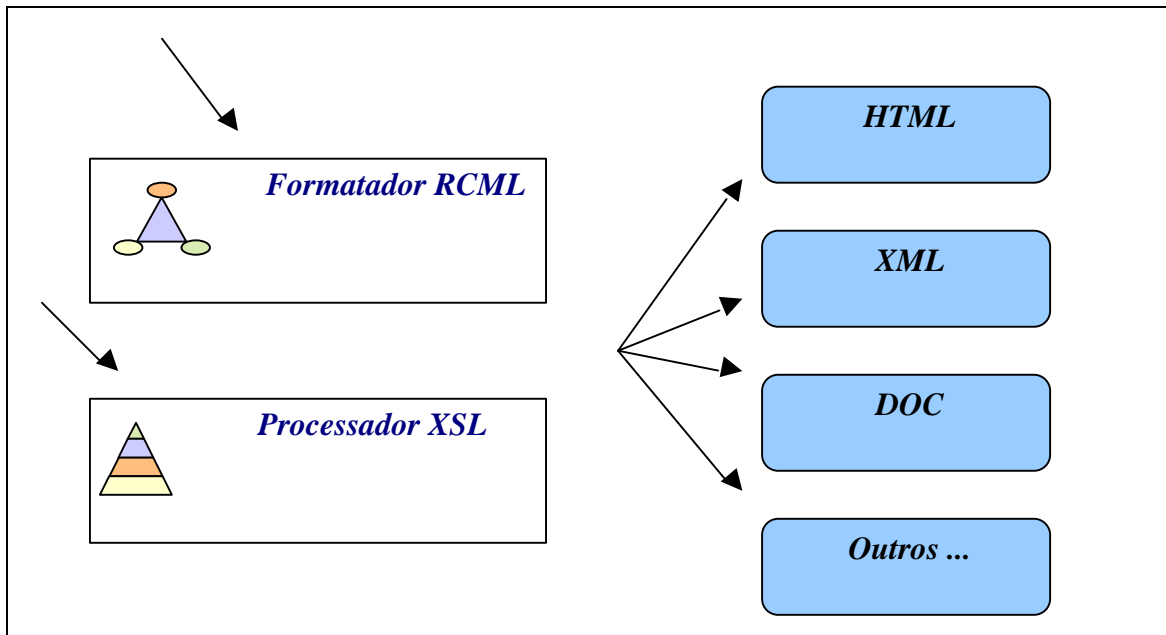 Formatador RCML
Processador XSL
HTML
XML
DOC
Outros ...